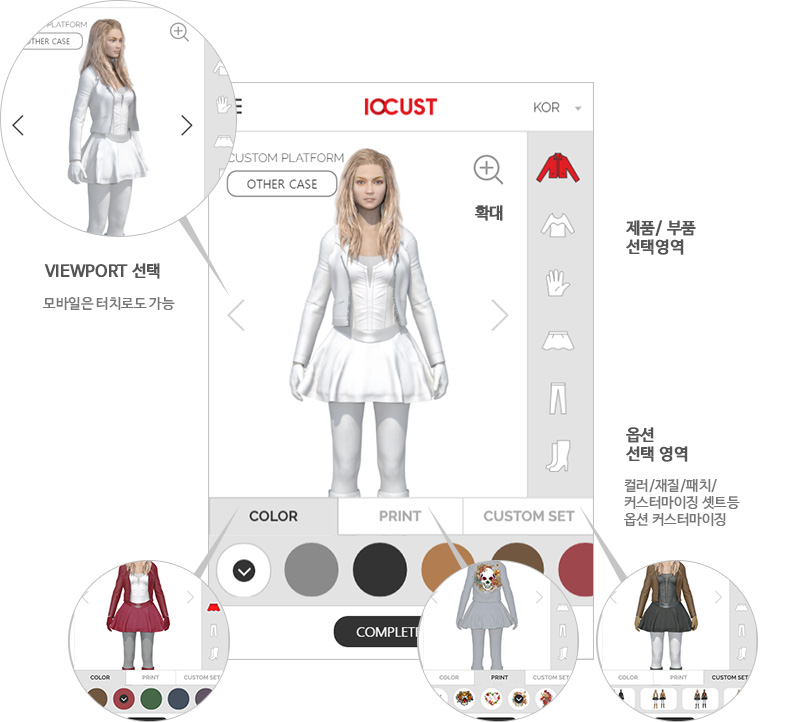 PLATFORM
OTHER CASE
IOCUST
KOR
CUSTOM PLATFORM
OTHER CASE
확대
제품/ 부품
선택영역
VIEWPORT 선택
모바일은 터치로도 가능
옵션
선택 영역
컬러/재질/패치/
커스터마이징 셋트등
옵션 커스터마이징
COLOR PRINT CUSTOM SET
COMPLETE
COLOR PRINT CUSTOM SET
COLOR PRINT CUSTOM SET
COLOR PRINT CUSTOM SET